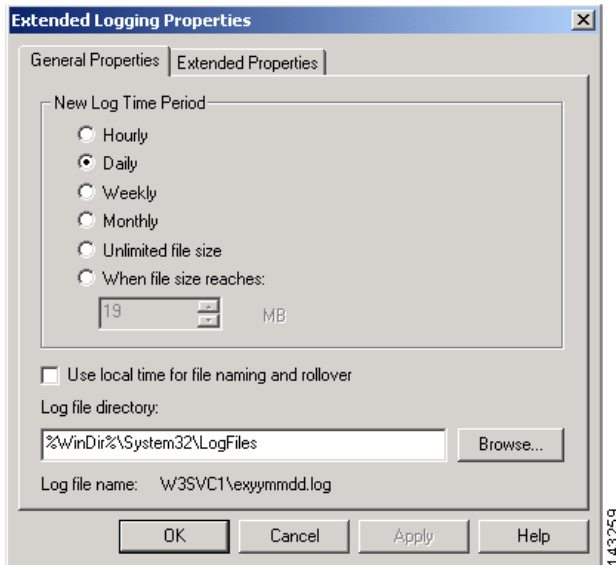 Extended Logging Properties
General Properties
Extended Properties
New Log Time Period
Hourly
Daily
Weekly
Monthly
Unlimited file size
When file size reaches:
19
MB
Use local time for file naming and rollover
Log file directory:
%WinDir%\System32\LogFiles
Browse...
Log file name: W3SVC1\exyymmdd.log
OK
Cancel
Apply
Help
143259